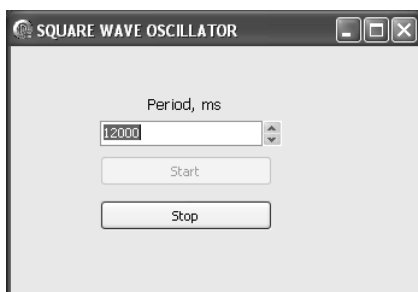 SQUARE WAVE OSCILLATOR
Period, ms
12000
Start
Stop